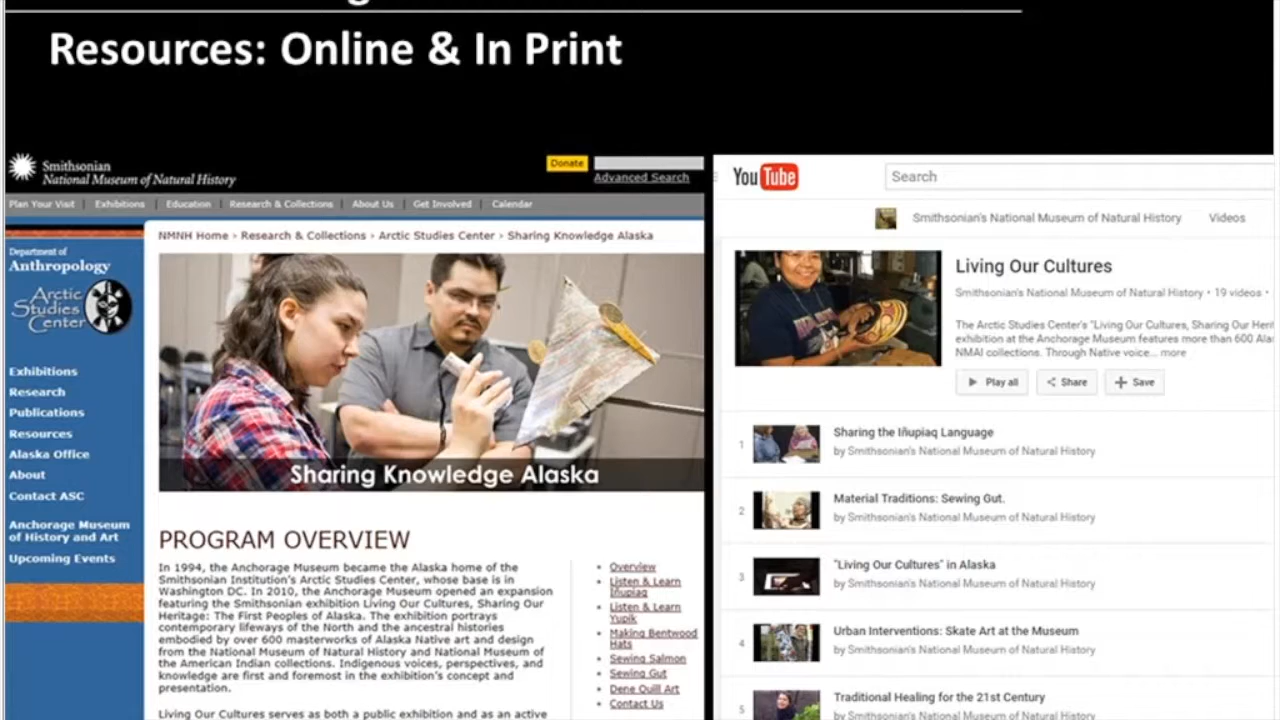 Resources: Online & In Print
Smithsonian
National Museum of Natural History
Donate
Advanced Search
Plan Your Visit | Exhibitions | Education | Research & Collections | About Us | Get Involved | Calendar
NMNH Home > Research & Collections > Arctic Studies Center > Sharing Knowledge Alaska
Department of
Anthropology
Arctic
Studies
Center
Exhibitions
Research
Publications
Resources
Alaska Office
About
Contact ASC
Anchorage Museum
of History and Art
Upcoming Events
Sharing Knowledge Alaska
PROGRAM OVERVIEW
In 1994, the Anchorage Museum became the Alaska home of the
Smithsonian Institution's Arctic Studies Center, whose base is in
Washington DC. In 2010, the Anchorage Museum opened an expansion
featuring the Smithsonian exhibition Living Our Cultures, Sharing Our
Heritage: The First Peoples of Alaska. The exhibition portrays
contemporary lifeways of the North and the ancestral histories
embodied by over 600 masterworks of Alaska Native art and design
from the National Museum of Natural History and National Museum of
the American Indian collections. Indigenous voices, perspectives, and
knowledge are first and foremost in the exhibition's concept and
presentation.
Living Our Cultures serves as both a public exhibition and as an active
Overview
Listen & Learn
Iñupiaq
Listen & Learn
Yupik
Making Bentwood
Hats
Sewing Salmon
Sewing Gut
Dene Quill Art
Contact Us
YouTube
Search
Smithsonian's National Museum of Natural History Videos
Living Our Cultures
Smithsonian's National Museum of Natural History • 19 videos •
The Arctic Studies Center's "Living Our Cultures, Sharing Our Herit
exhibition at the Anchorage Museum features more than 600 Alas
NMAI collections. Through Native voice... more
Play all Share Save
1 Sharing the Iñupiaq Language
by Smithsonian's National Museum of Natural History
2 Material Traditions: Sewing Gut.
by Smithsonian's National Museum of Natural History
3 "Living Our Cultures" in Alaska
by Smithsonian's National Museum of Natural History
4 Urban Interventions: Skate Art at the Museum
by Smithsonian's National Museum of Natural History
5 Traditional Healing for the 21st Century
by Smithsonian's National Museum of Natural History